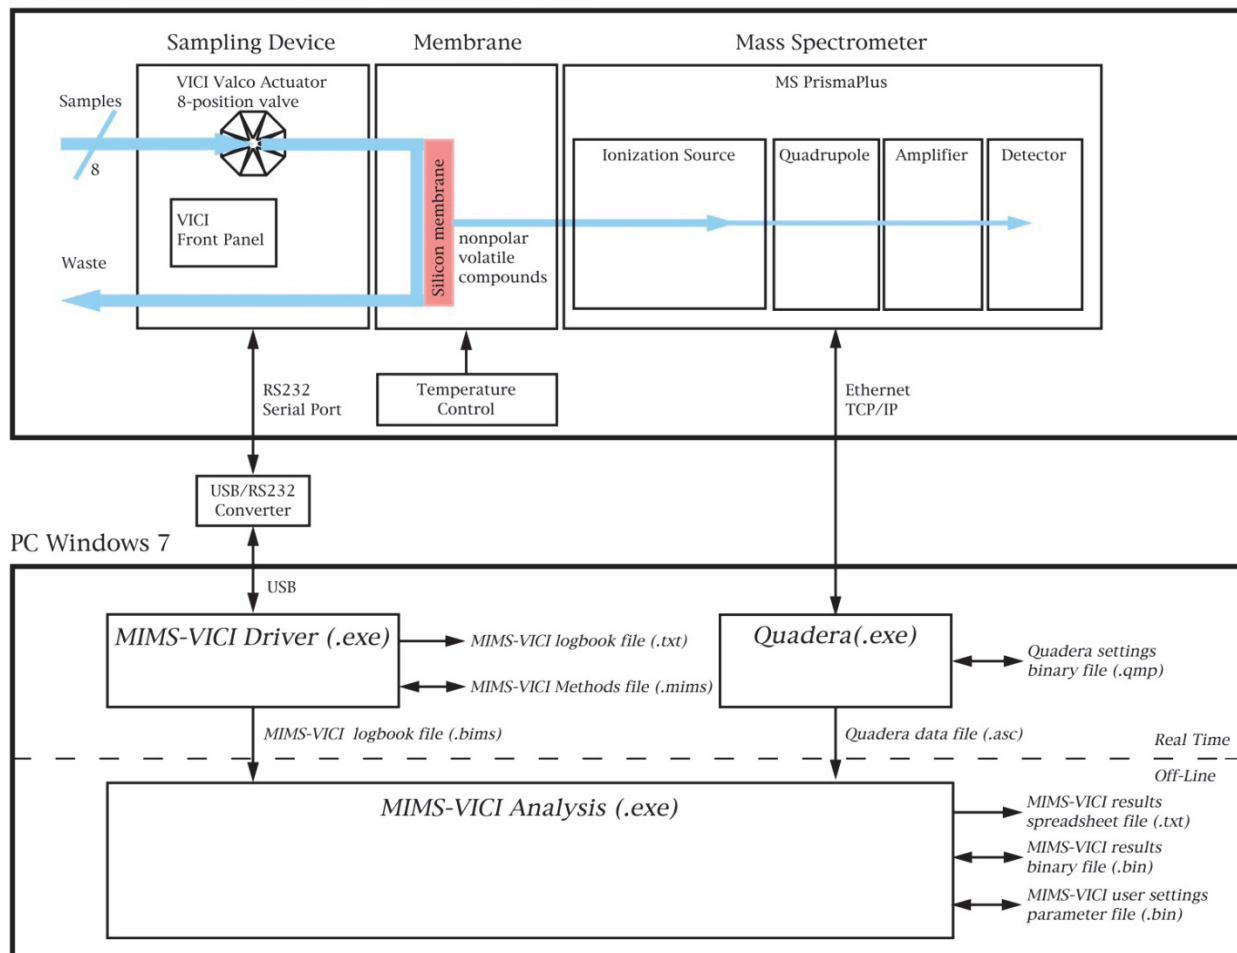 Sampling Device
Membrane
Mass Spectrometer
VICI Valco Actuator
8-position valve
MS PrismaPlus
Samples
8
Ionization Source
Quadrupole
Amplifier
Detector
Silicon membrane
VICI
Front Panel
nonpolar
volatile
compounds
Waste
RS232
Serial Port
Temperature
Control
Ethernet
TCP/IP
USB/RS232
Converter
PC Windows 7
USB
MIMS-VICI Driver (.exe)
MIMS-VICI logbook file (.txt)
MIMS-VICI Methods file (.mims)
Quadera(.exe)
Quadera settings
binary file (.qmp)
MIMS-VICI logbook file (.bims)
Quadera data file (.asc)
Real Time
Off-Line
MIMS-VICI Analysis (.exe)
MIMS-VICI results
spreadsheet file (.txt)
MIMS-VICI results
binary file (.bin)
MIMS-VICI user settings
parameter file (.bin)